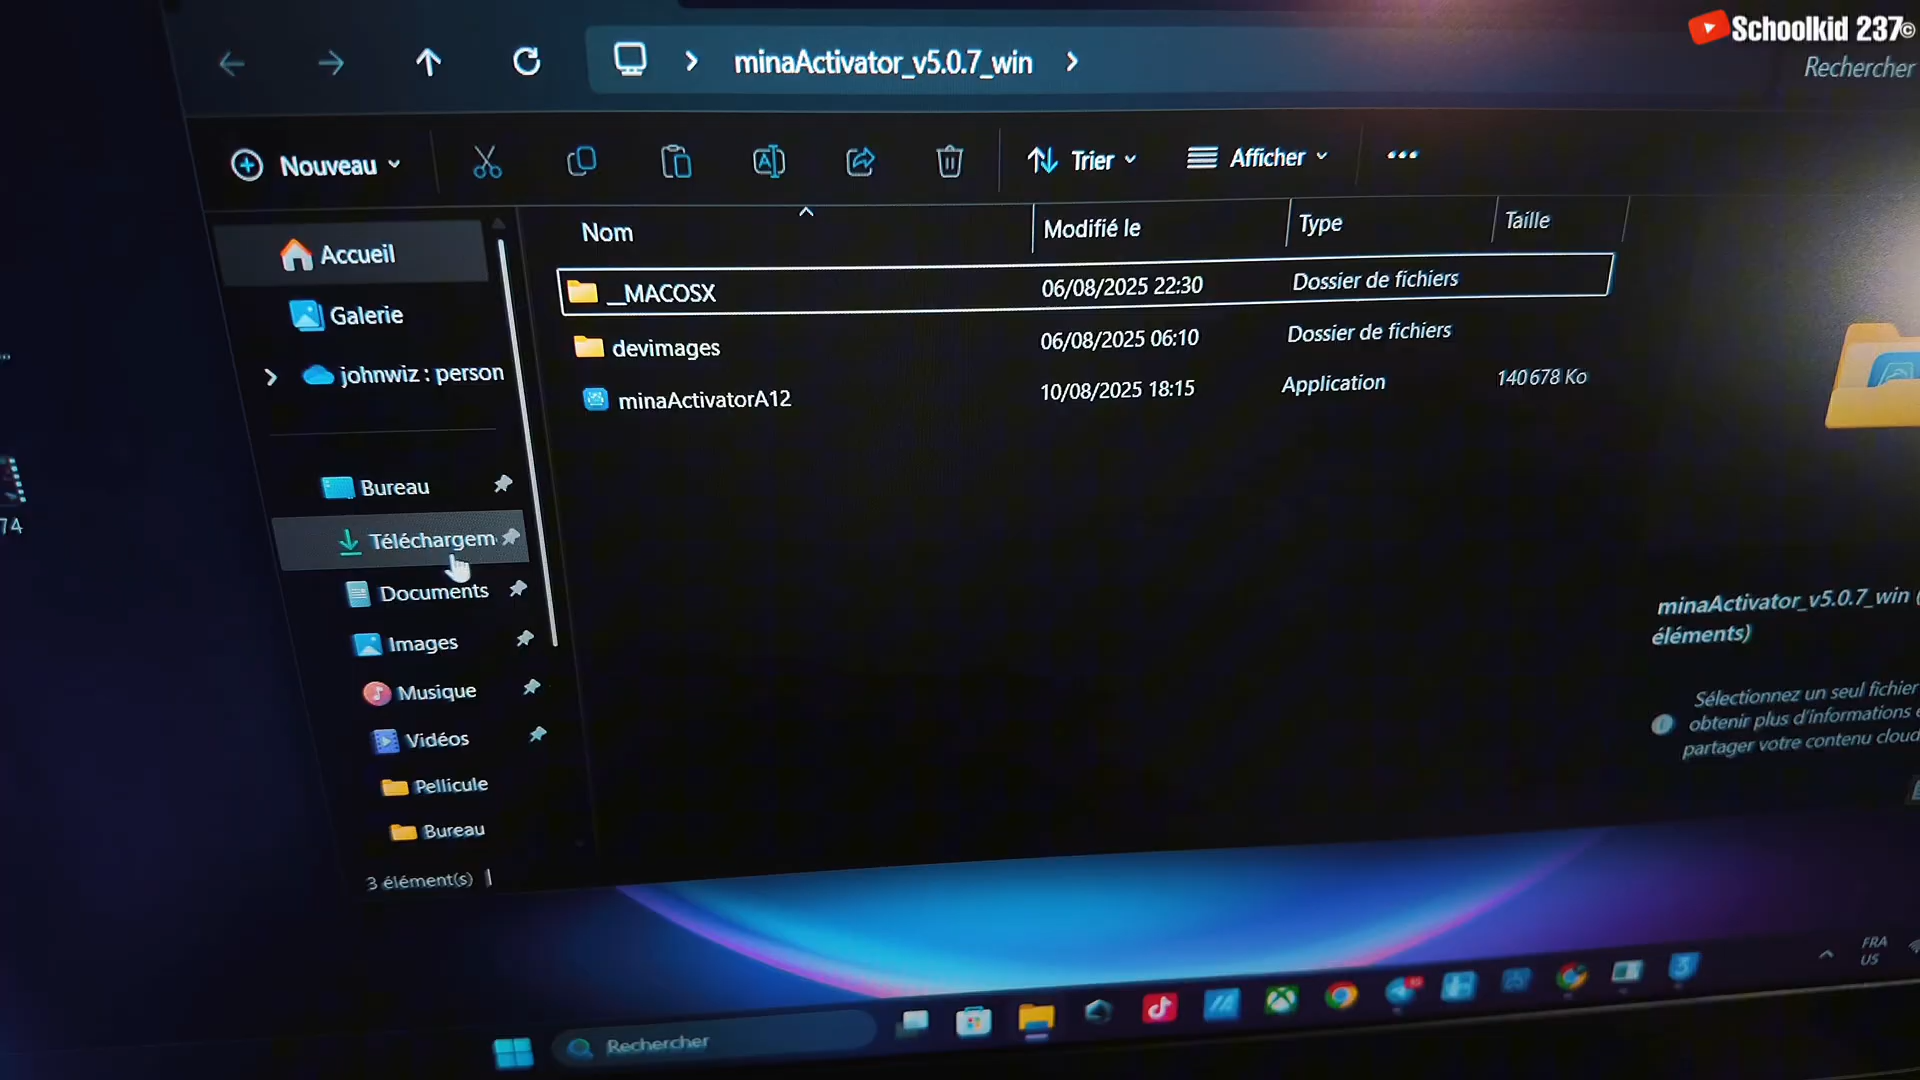 Schoolkid 237©
minaActivator_v5.0.7_win
Rechercher
Nouveau
Trier
Afficher
Nom
Modifié le
Type
Taille
Accueil
__MACOSX
06/08/2025 22:30
Dossier de fichiers
Galerie
devimages
06/08/2025 06:10
Dossier de fichiers
johnwiz : person
minaActivatorA12
10/08/2025 18:15
Application
140 678 Ko
Bureau
74
Téléchargem
Documents
Images
Musique
Vidéos
Pellicule
Bureau
3 élément(s)
minaActivator_v5.0.7_win (
éléments)
Sélectionnez un seul fichier
obtenir plus d'informations e
partager votre contenu cloud
FRA
US
Rechercher